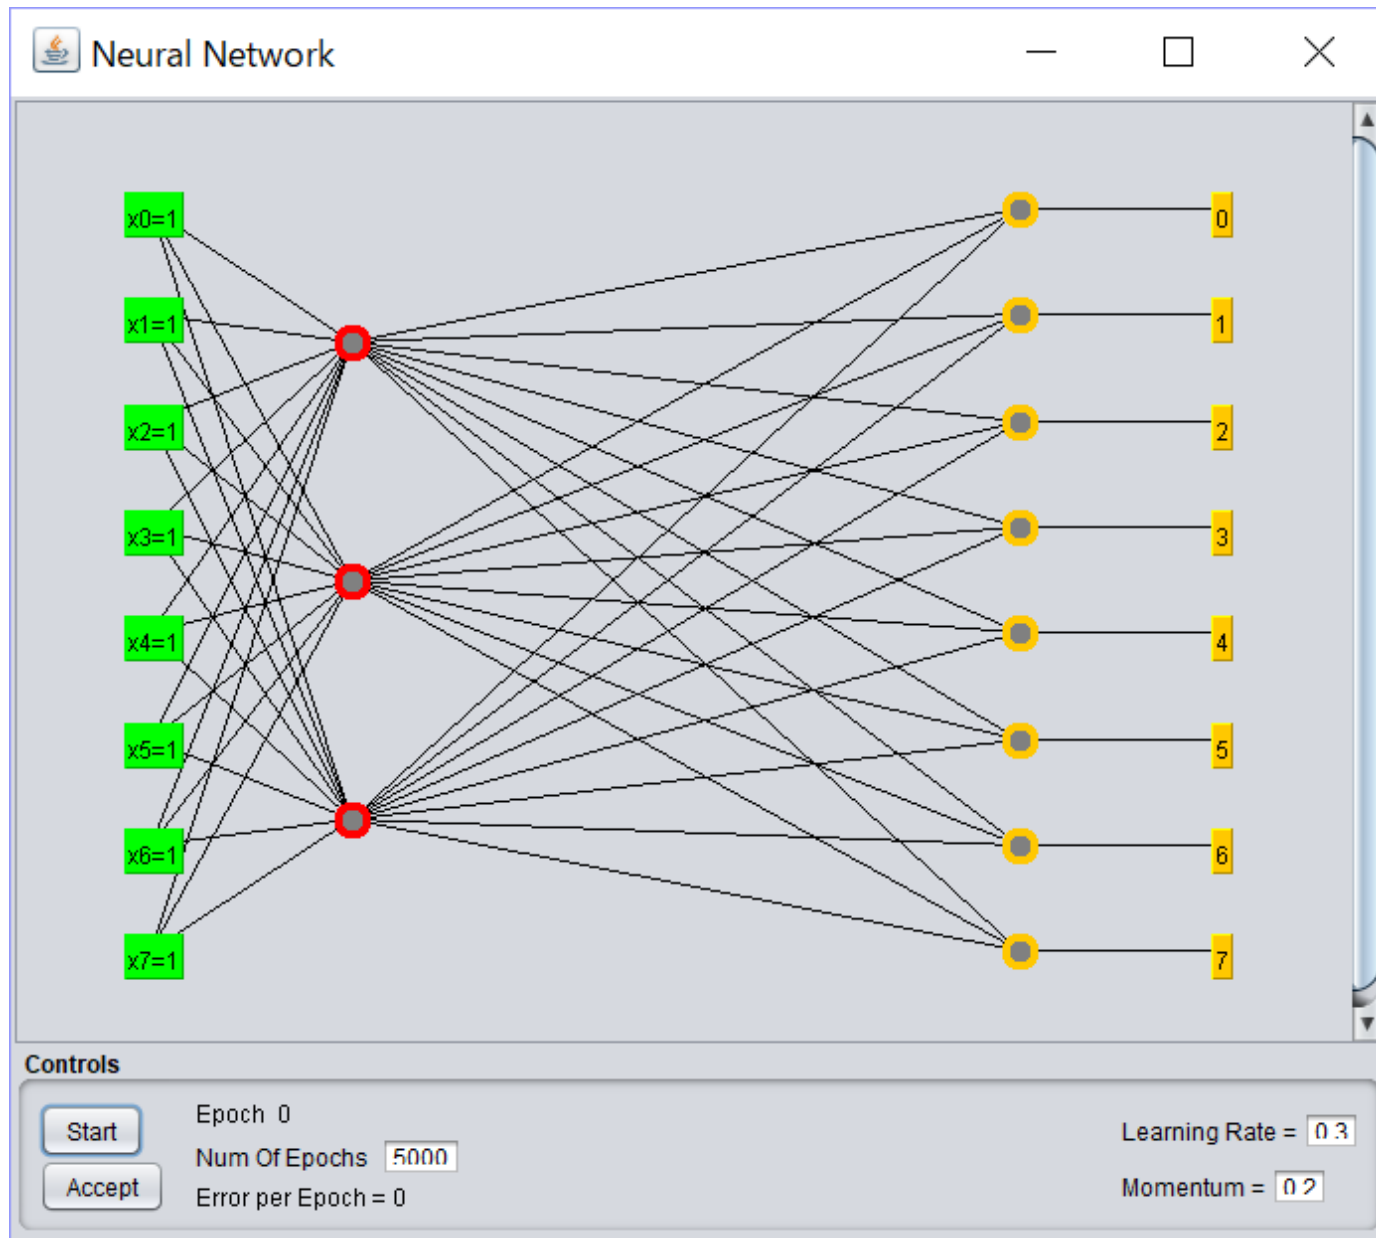 Neural Network
x0=1
0
x1=1
1
x2=1
2
x3=1
3
x4=1
4
x5=1
5
x6=1
6
x7=1
7
Controls
Start
Accept
Epoch 0
Num Of Epochs 5000
Error per Epoch = 0
Learning Rate = 0.3
Momentum = 0.2